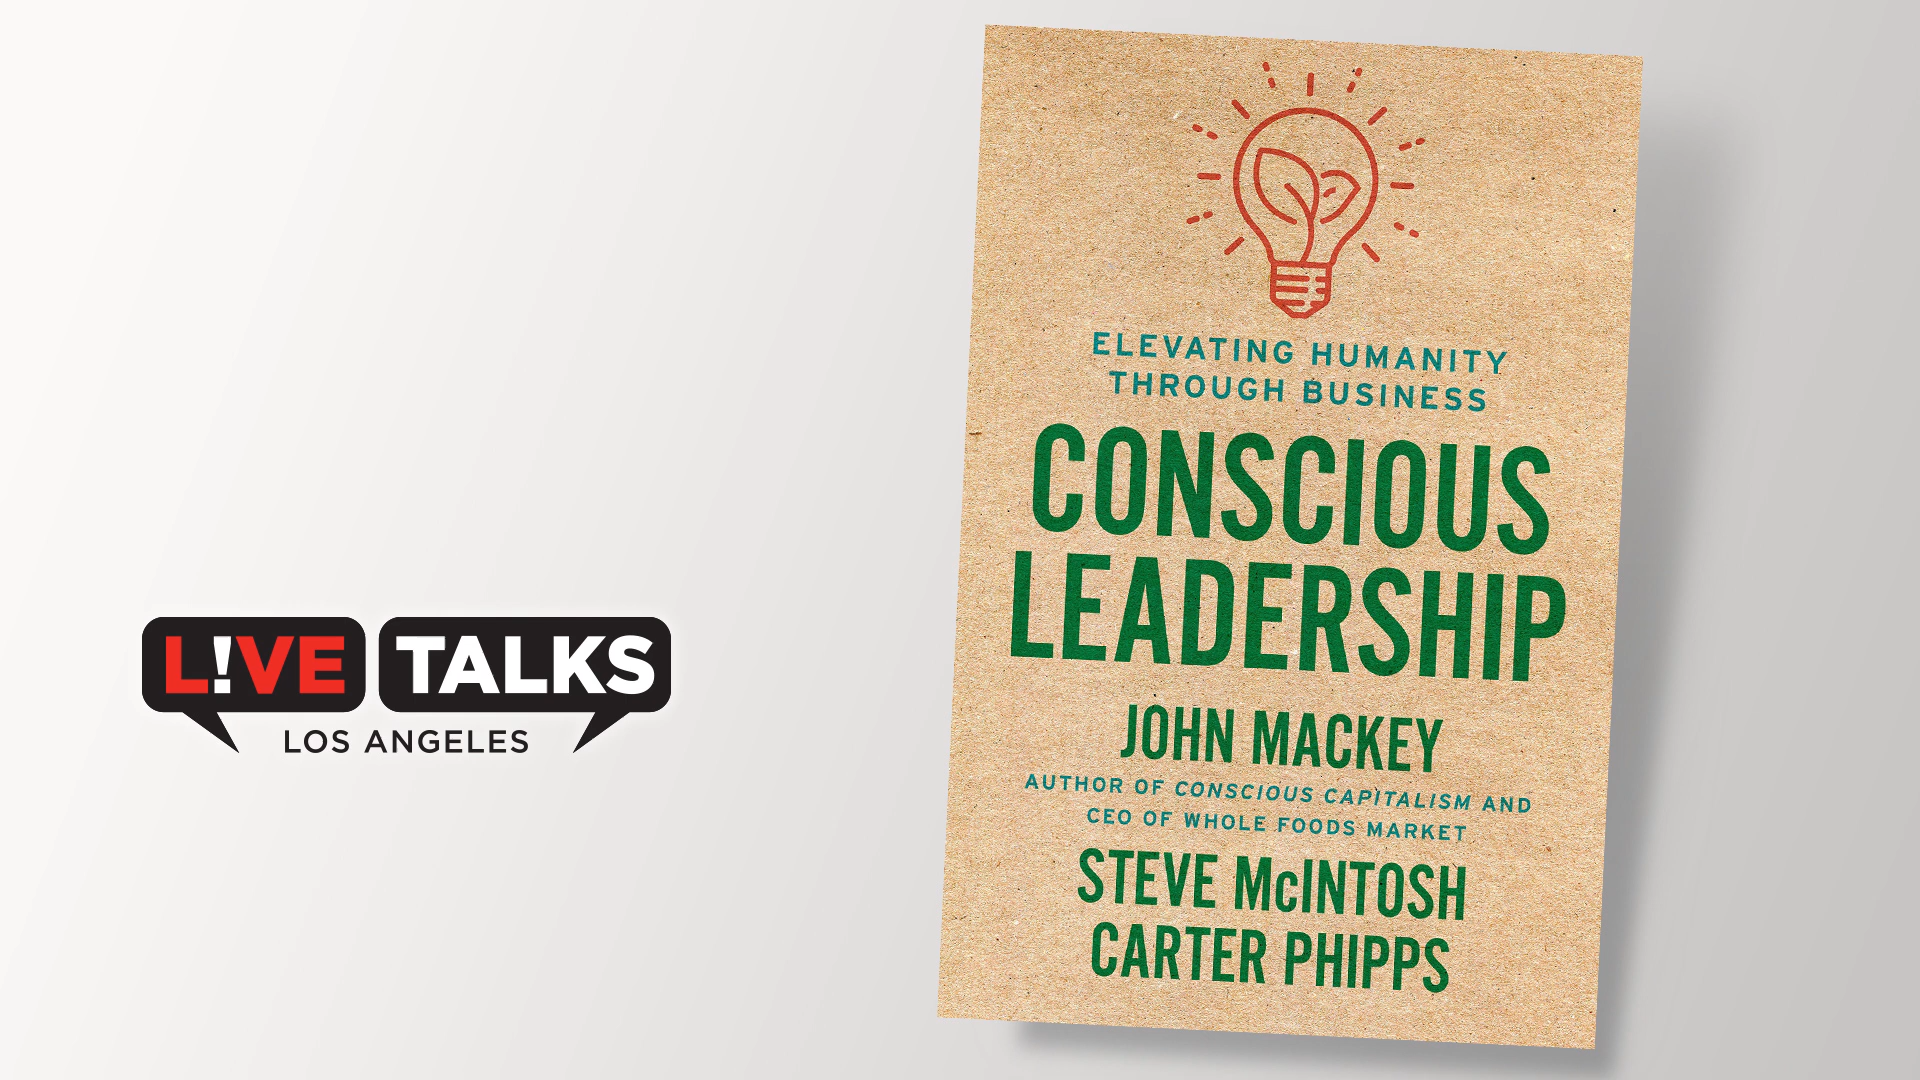 L!VE TALKS
LOS ANGELES
ELEVATING HUMANITY
THROUGH BUSINESS
CONSCIOUS
LEADERSHIP
JOHN MACKEY
AUTHOR OF CONSCIOUS CAPITALISM AND
CEO OF WHOLE FOODS MARKET
STEVE McINTOSH
CARTER PHIPPS